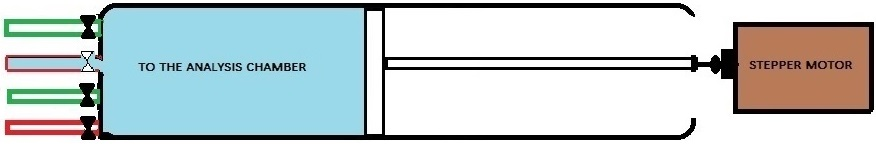 TO THE ANALYSIS CHAMBER
STEPPER MOTOR